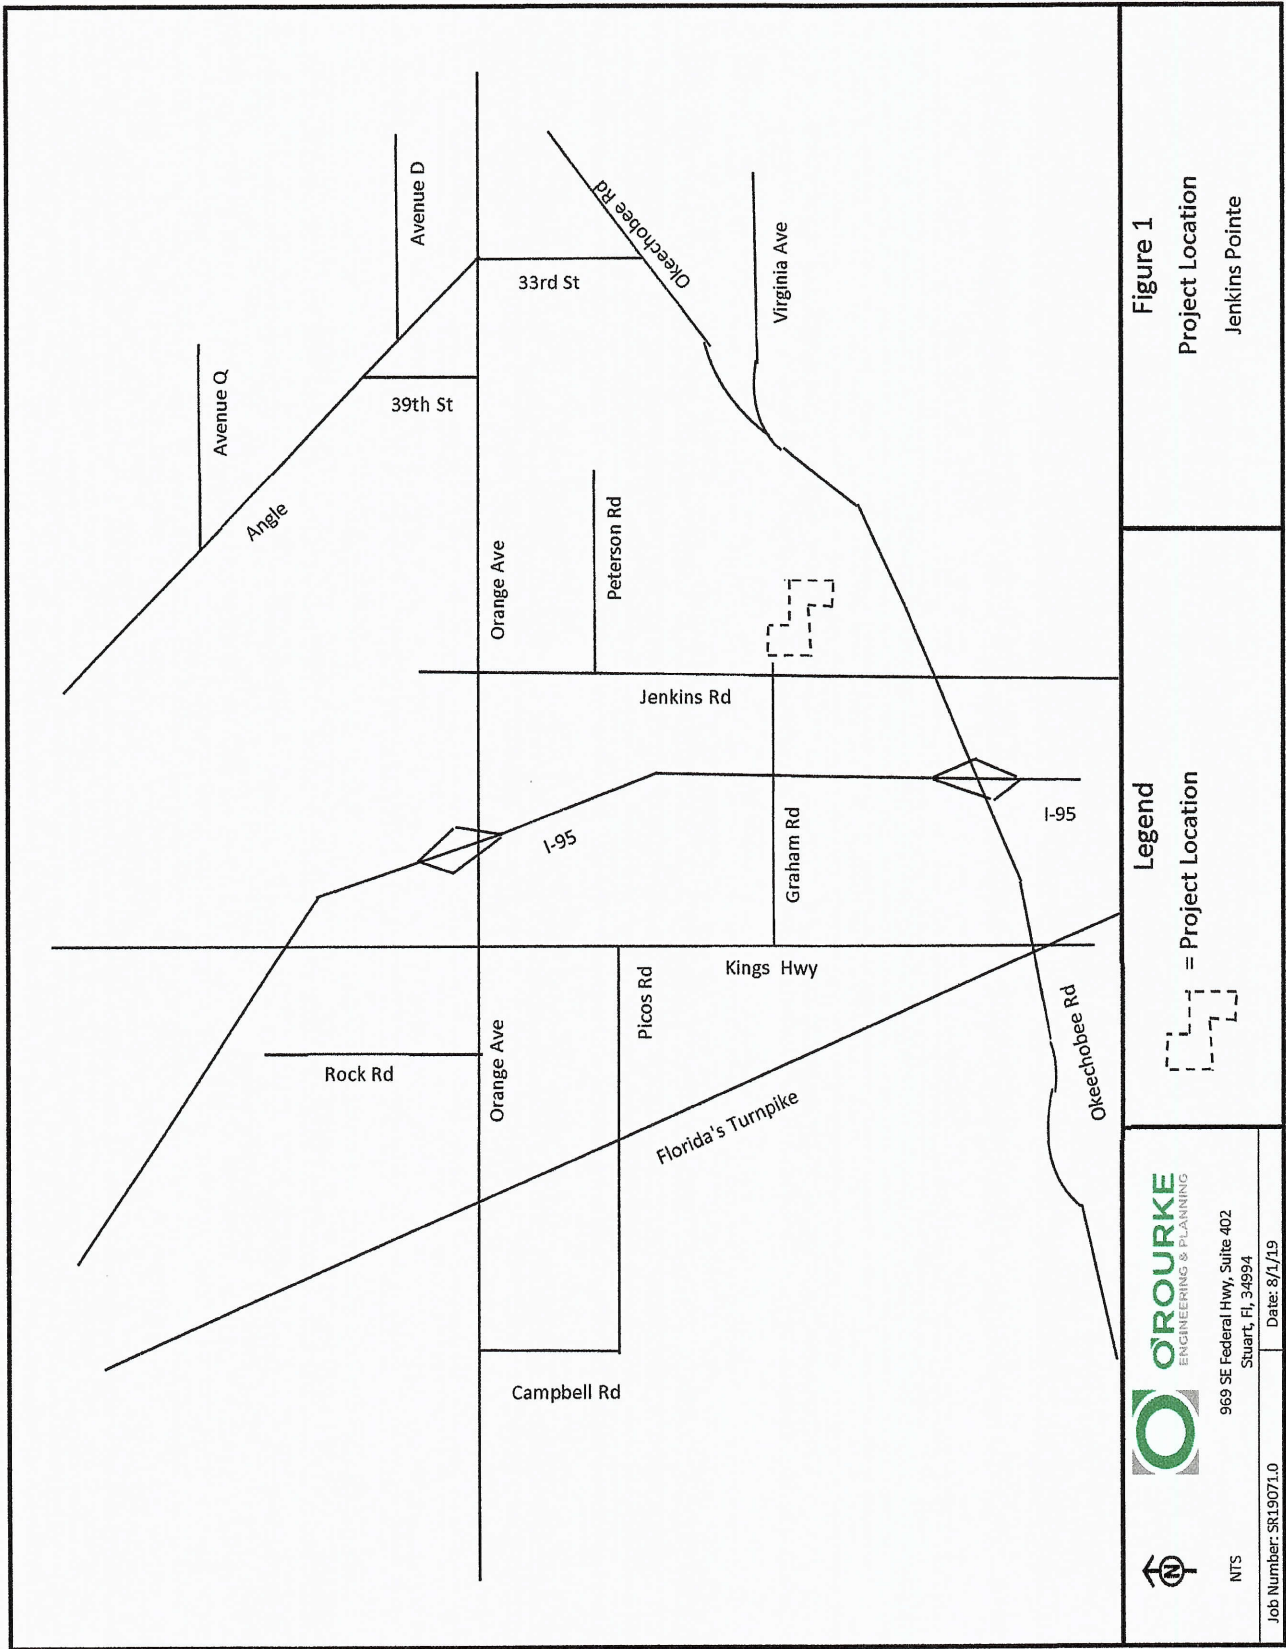 Avenue Q
Avenue D
Angle
39th St
33rd St
Okeechobee Rd
Virginia Ave
Orange Ave
Peterson Rd
Jenkins Rd
I-95
Graham Rd
I-95
Kings Hwy
Picos Rd
Rock Rd
Orange Ave
Florida's Turnpike
Okeechobee Rd
Campbell Rd
N
NTS
O'ROURKE
ENGINEERING & PLANNING
969 SE Federal Hwy, Suite 402
Stuart, Fl, 34994
Job Number: SR19071.0
Date: 8/1/19
Legend
= Project Location
Figure 1
Project Location
Jenkins Pointe